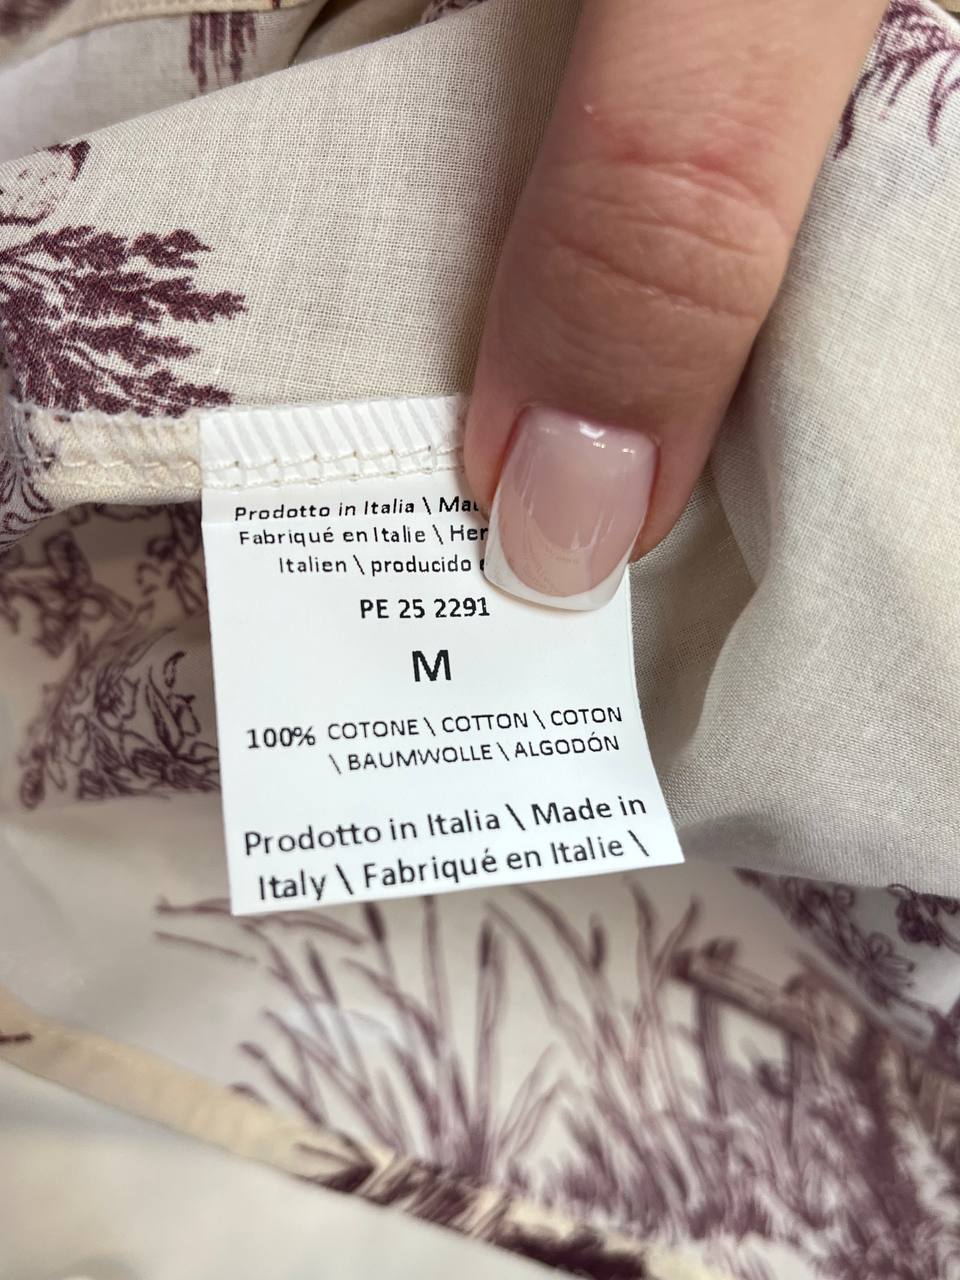 Prodotto in Italia \
Fabriqué en Italie \
Italien \ producido
PE 25 2291
M
100% COTONE \ COTTON \ COTON
\ BAUMWOLLE \ ALGODÓN
Prodotto in Italia \ Made in
Italy \ Fabriqué en Italie \